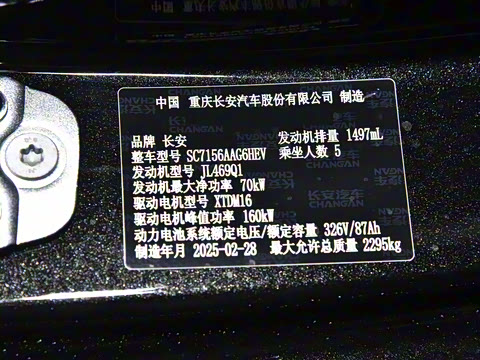 中国 重庆长安汽车股份有限公司 制造
品牌 长安 发动机排量 1497mL
整车型号 SC7156AAG6HEV 乘坐人数 5
发动机型号 JL469Q1
发动机最大净功率 70kW
驱动电机型号 XTDM16
驱动电机峰值功率 160kW
动力电池系统额定电压/额定容量 326V/87Ah
制造年月 2025-02-28 最大允许总质量 2295kg